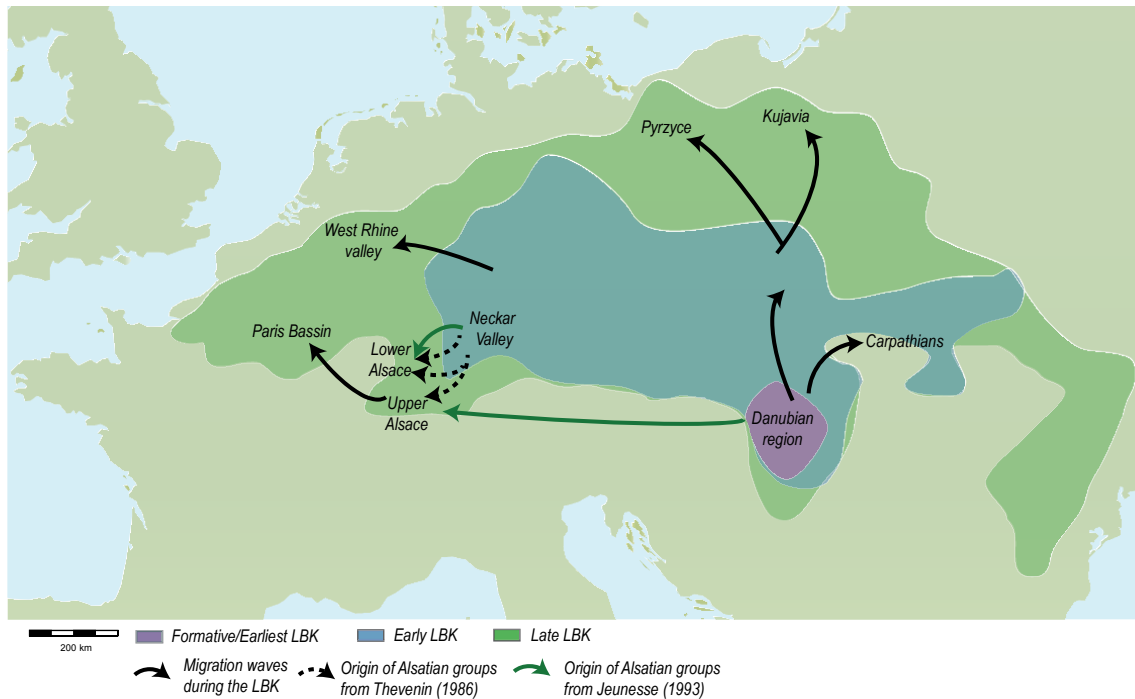 Kujavia
Pyrzyce
West Rhine
valley
Neckar
Valley
Paris Bassin
Lower
Alsace
Carpathians
Upper
Alsace
Danubian
region
200 km
Formative/Earliest LBK
Early LBK
Late LBK
Migration waves
during the LBK
Origin of Alsatian groups
from Thevenin (1986)
Origin of Alsatian groups
from Jeunesse (1993)